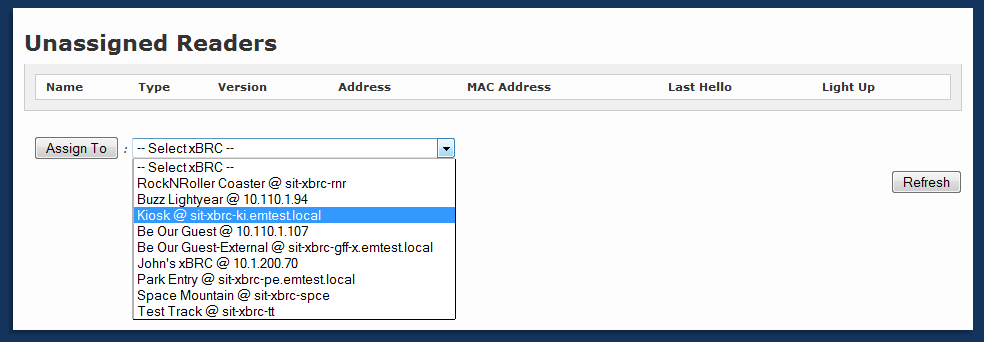 Unassigned Readers
Name Type Version Address MAC Address Last Hello Light Up
Assign To : -- Select xBRC --
-- Select xBRC --
RockNRoller Coaster @ sit-xbrc-rnr
Refresh
Buzz Lightyear @ 10.110.1.94
Kiosk @ sit-xbrc-ki.emtest.local
Be Our Guest @ 10.110.1.107
Be Our Guest-External @ sit-xbrc-gff-x.emtest.local
John's xBRC @ 10.1.200.70
Park Entry @ sit-xbrc-pe.emtest.local
Space Mountain @ sit-xbrc-spce
Test Track @ sit-xbrc-tt